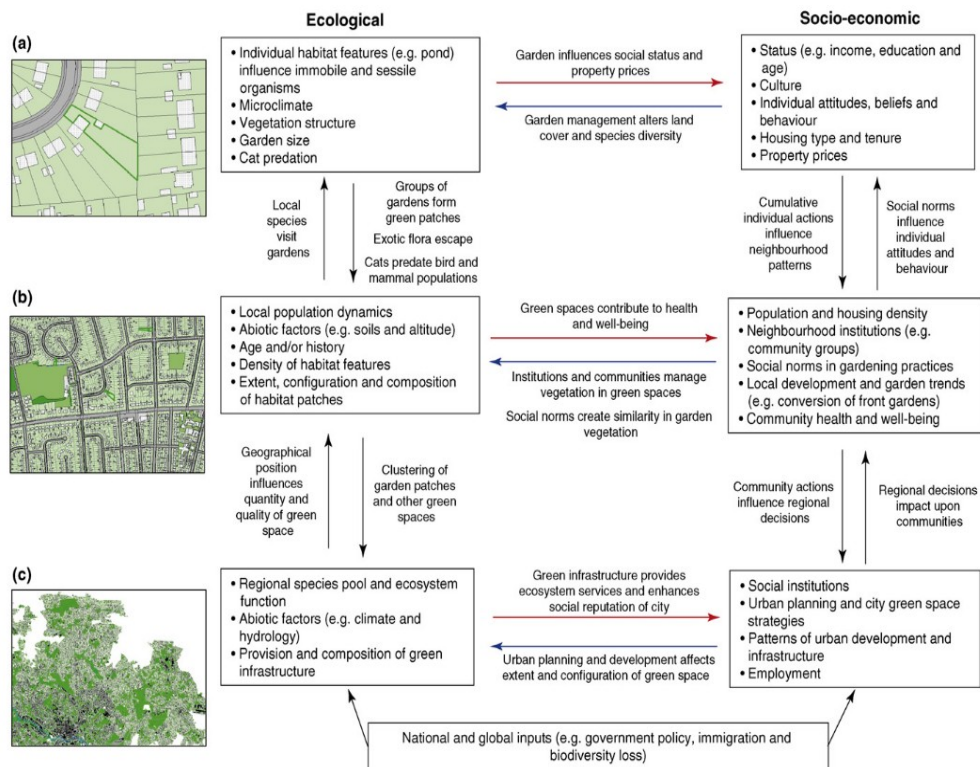 Ecological
Socio-economic
(a)
• Individual habitat features (e.g. pond)
influence immobile and sessile
organisms
• Microclimate
• Vegetation structure
• Garden size
• Cat predation
Garden influences social status and
property prices
Garden management alters land
cover and species diversity
• Status (e.g. income, education and
age)
• Culture
• Individual attitudes, beliefs and
behaviour
• Housing type and tenure
• Property prices
Local
species
visit
gardens
Groups of
gardens form
green patches
Exotic flora escape
Cats predate bird and
mammal populations
Cumulative
individual actions
influence
neighbourhood
patterns
Social norms
influence
individual
attitudes and
behaviour
(b)
• Local population dynamics
• Abiotic factors (e.g. soils and altitude)
• Age and/or history
• Density of habitat features
• Extent, configuration and composition
of habitat patches
Green spaces contribute to health
and well-being
Institutions and communities manage
vegetation in green spaces
Social norms create similarity in garden
vegetation
• Population and housing density
• Neighbourhood institutions (e.g.
community groups)
• Social norms in gardening practices
• Local development and garden trends
(e.g. conversion of front gardens)
• Community health and well-being
Geographical
position
influences
quantity and
quality of green
space
Clustering of
garden patches
and other green
spaces
Community actions
influence regional
decisions
Regional decisions
impact upon
communities
(c)
• Regional species pool and ecosystem
function
• Abiotic factors (e.g. climate and
hydrology)
• Provision and composition of green
infrastructure
Green infrastructure provides
ecosystem services and enhances
social reputation of city
Urban planning and development affects
extent and configuration of green space
• Social institutions
• Urban planning and city green space
strategies
• Patterns of urban development and
infrastructure
• Employment
National and global inputs (e.g. government policy, immigration and
biodiversity loss)